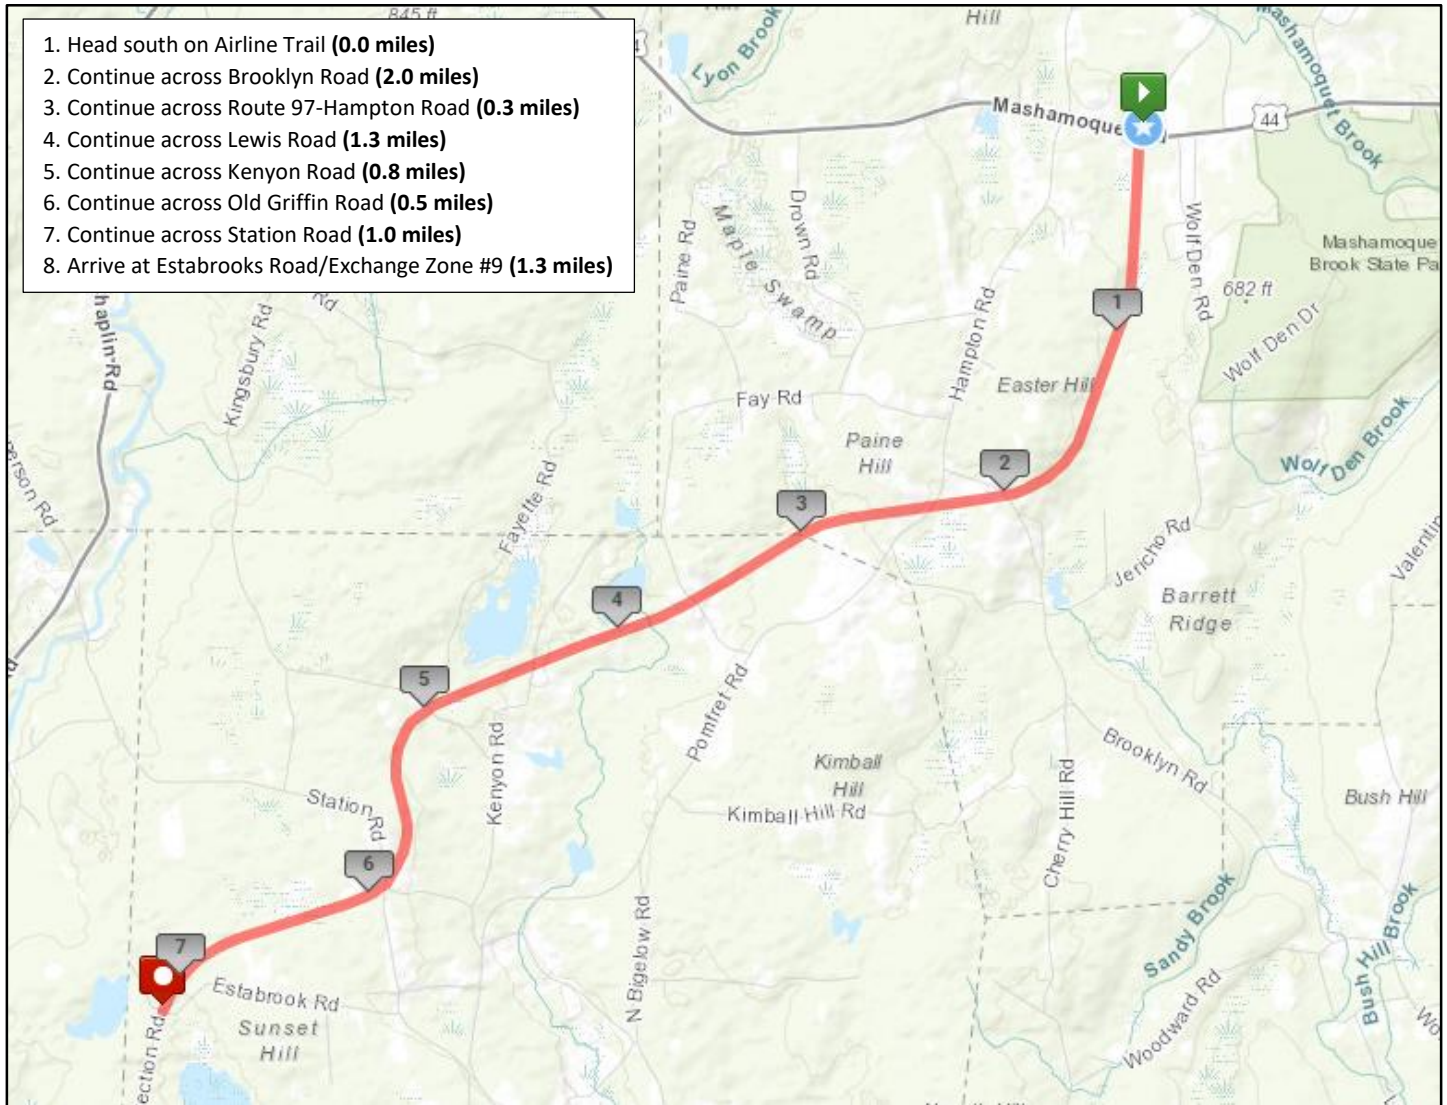 845 ft
Hill
1. Head south on Airline Trail (0.0 miles)
2. Continue across Brooklyn Road (2.0 miles)
3. Continue across Route 97-Hampton Road (0.3 miles)
4. Continue across Lewis Road (1.3 miles)
5. Continue across Kenyon Road (0.8 miles)
6. Continue across Old Griffin Road (0.5 miles)
7. Continue across Station Road (1.0 miles)
8. Arrive at Estabrooks Road/Exchange Zone #9 (1.3 miles)
Lyon Brook
Mashamoquet Brook
44
Drown Rd
Paine Rd
Maple Swamp
Wolf Den Rd
Brook State Pa
682 ft
Wolf Den Dr
Rd
Kingsbury Rd
1
Hampton Rd
Easter Hill
Fay Rd
Paine
Hill
Wolf Den Brook
2
Fayette Rd
3
Jericho Rd
4
Barrett
Ridge
5
Pomfret Rd
Kenyon Rd
Brooklyn Rd
Kimball
Hill
Cherry Hill Rd
Bush Hill
Station Rd
Kimball Hill Rd
6
N Bigelow Rd
Sandy Brook
Bush Hill Brook
7
Estabrook Rd
Sunset
Hill
Woodward Rd